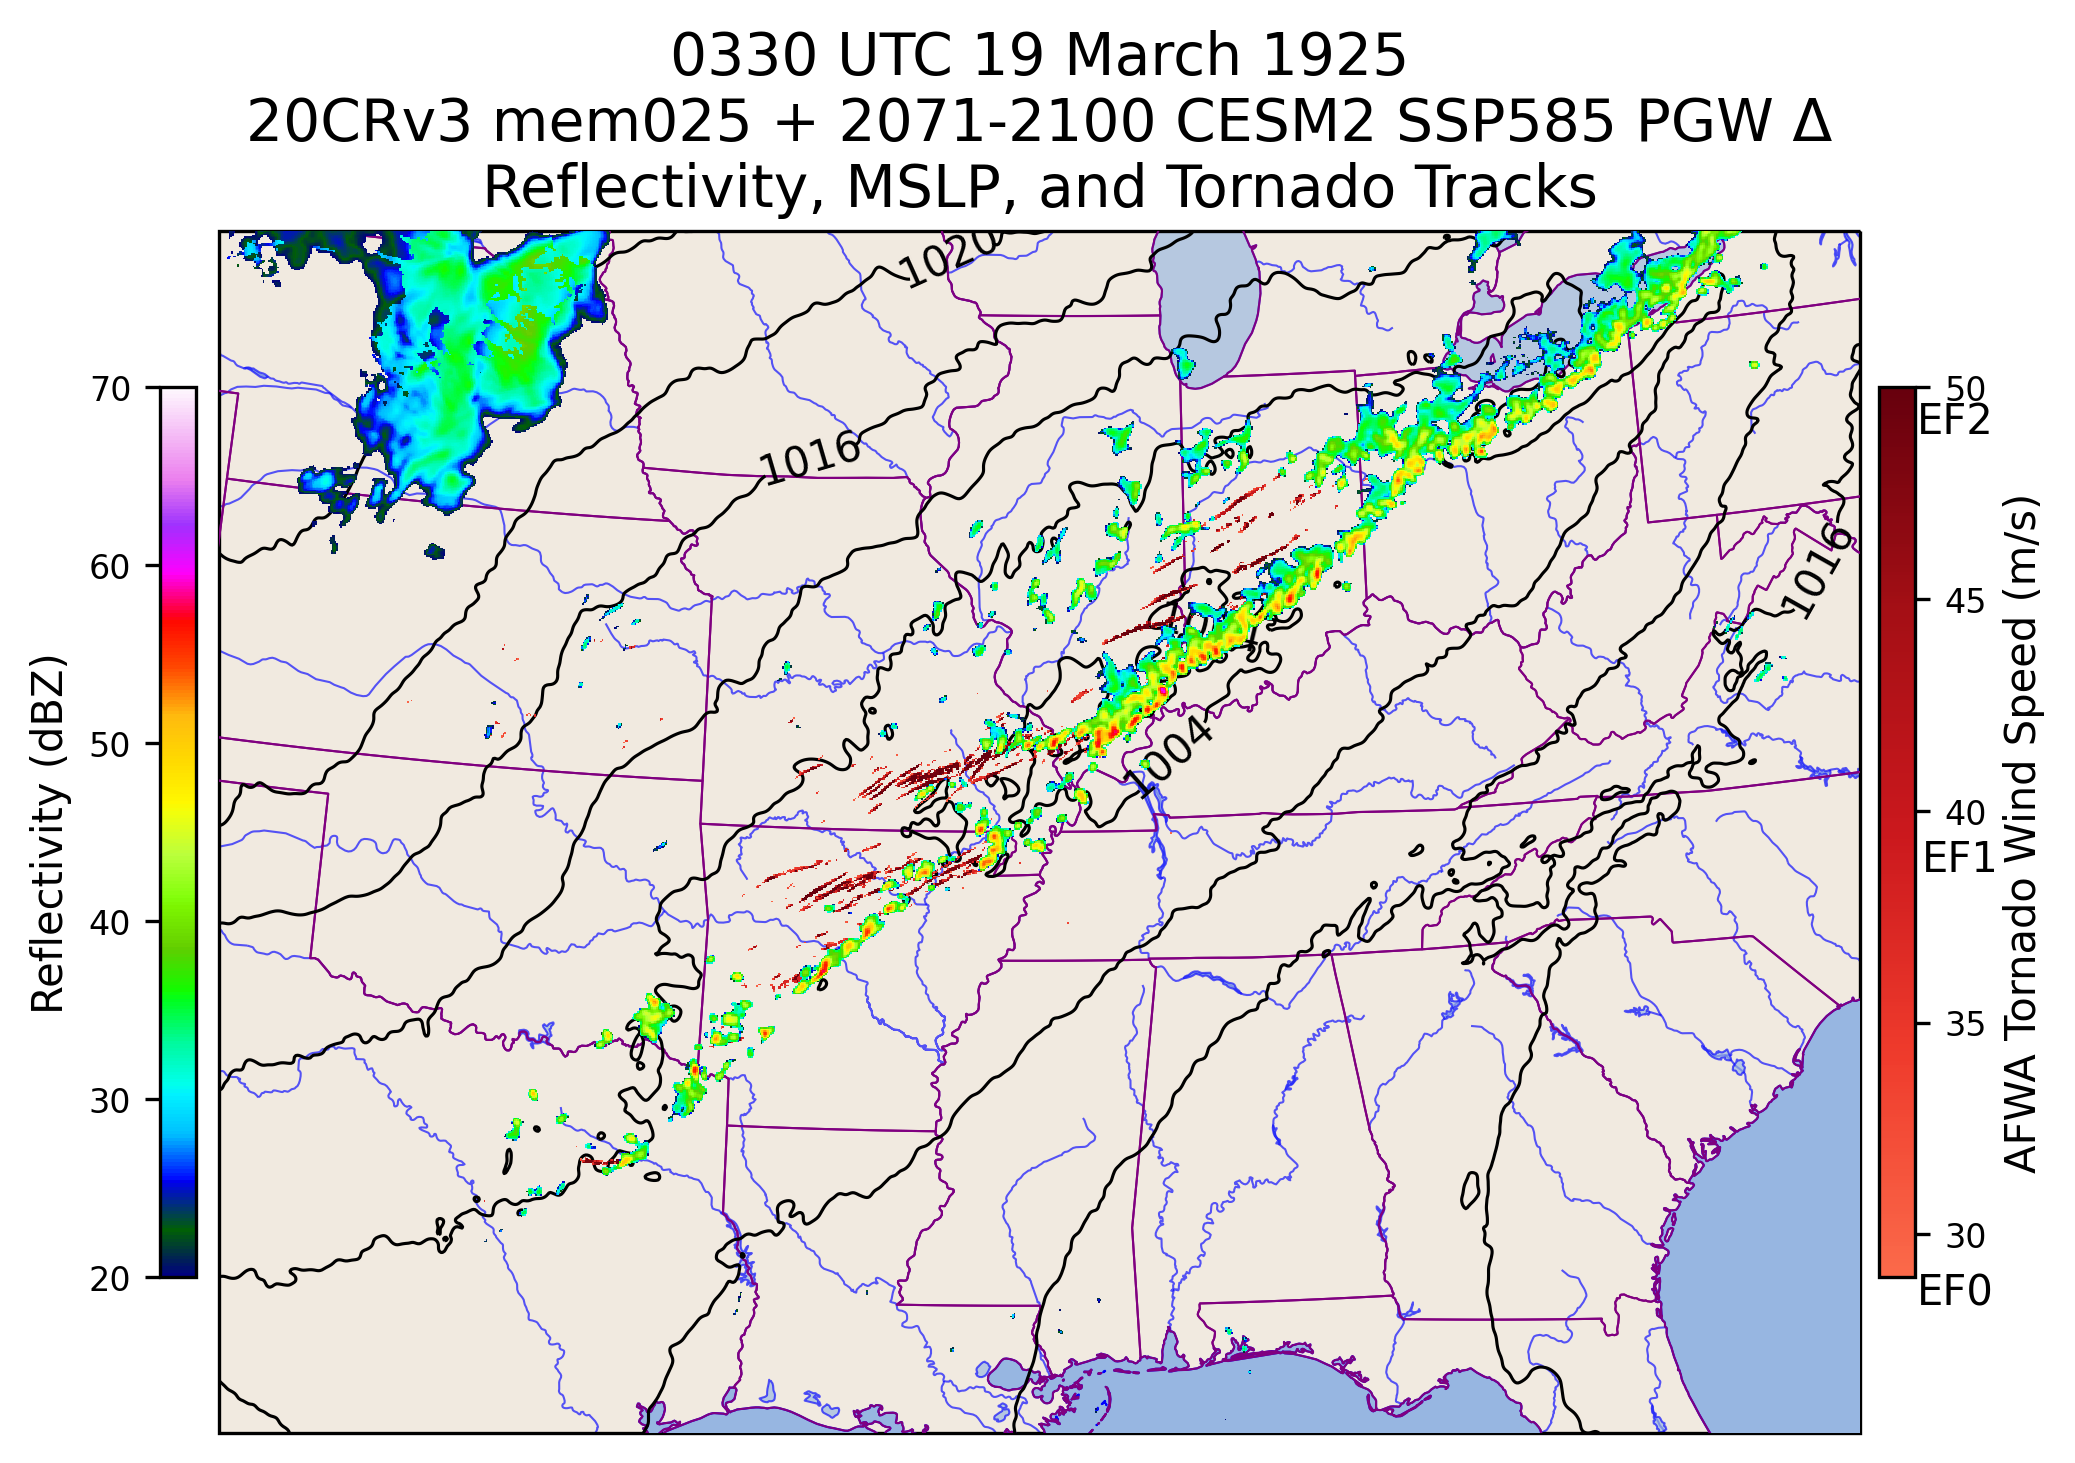 0330 UTC 19 March 1925
20CRv3 mem025 + 2071-2100 CESM2 SSP585 PGW Δ
Reflectivity, MSLP, and Tornado Tracks
1020
1016
1016
1004
70
60
50
40
30
20
Reflectivity (dBZ)
50
EF2
45
40
EF1
35
30
EF0
AFWA Tornado Wind Speed (m/s)